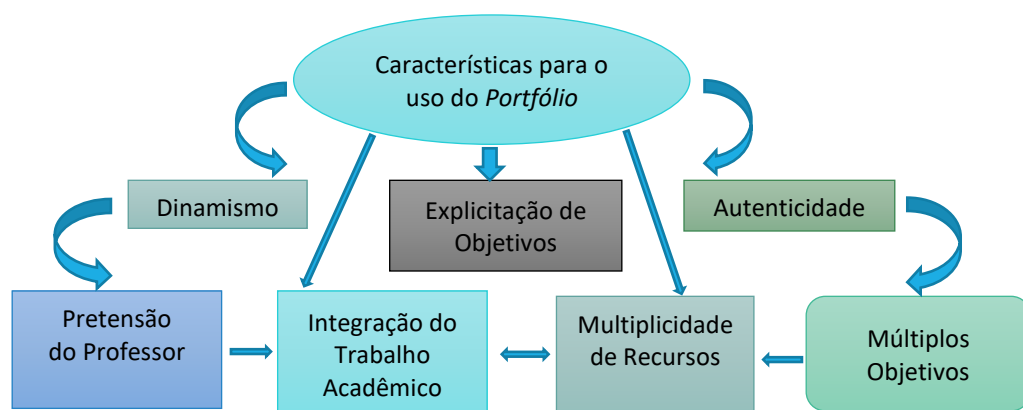 Características para o
uso do Portfólio
Dinamismo
Explicitação de
Objetivos
Autenticidade
Pretensão
do Professor
Integração do
Trabalho
Acadêmico
Multiplicidade
de Recursos
Múltiplos
Objetivos